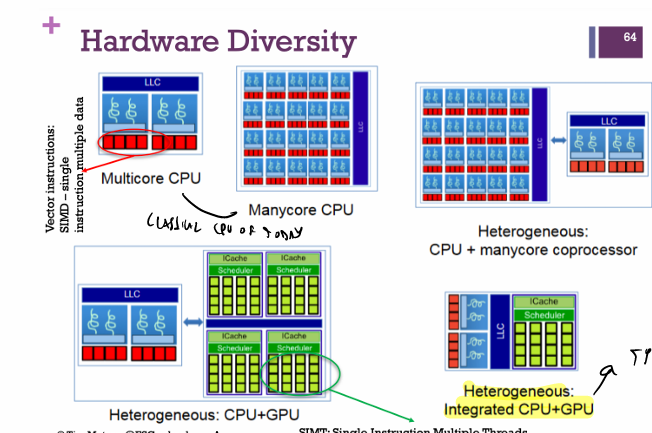 +
Hardware Diversity
64
LLC
Vector instructions:
SIMD – single
instruction multiple data
Multicore CPU
LLC
Manycore CPU
CLASSICAL CPU OF TODAY
LLC
LLC
Heterogeneous:
CPU + manycore coprocessor
LLC
ICache
Scheduler
ICache
Scheduler
ICache
Scheduler
ICache
Scheduler
Heterogeneous: CPU+GPU
LLC
ICache
Scheduler
Heterogeneous:
Integrated CPU+GPU
SIMT: Single Instruction Multiple Threads